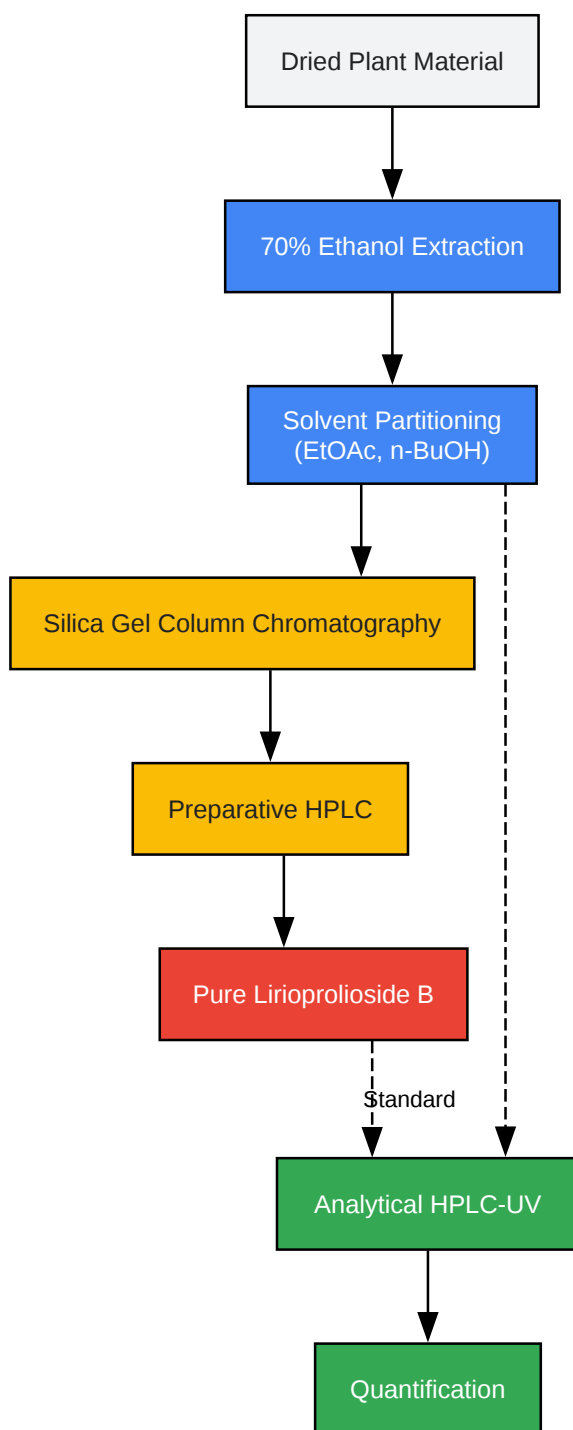 Dried Plant Material
70% Ethanol Extraction
Solvent Partitioning
(EtOAc, n-BuOH)
Silica Gel Column Chromatography
Preparative HPLC
Pure Lirioprolioside B
Standard
Analytical HPLC-UV
Quantification